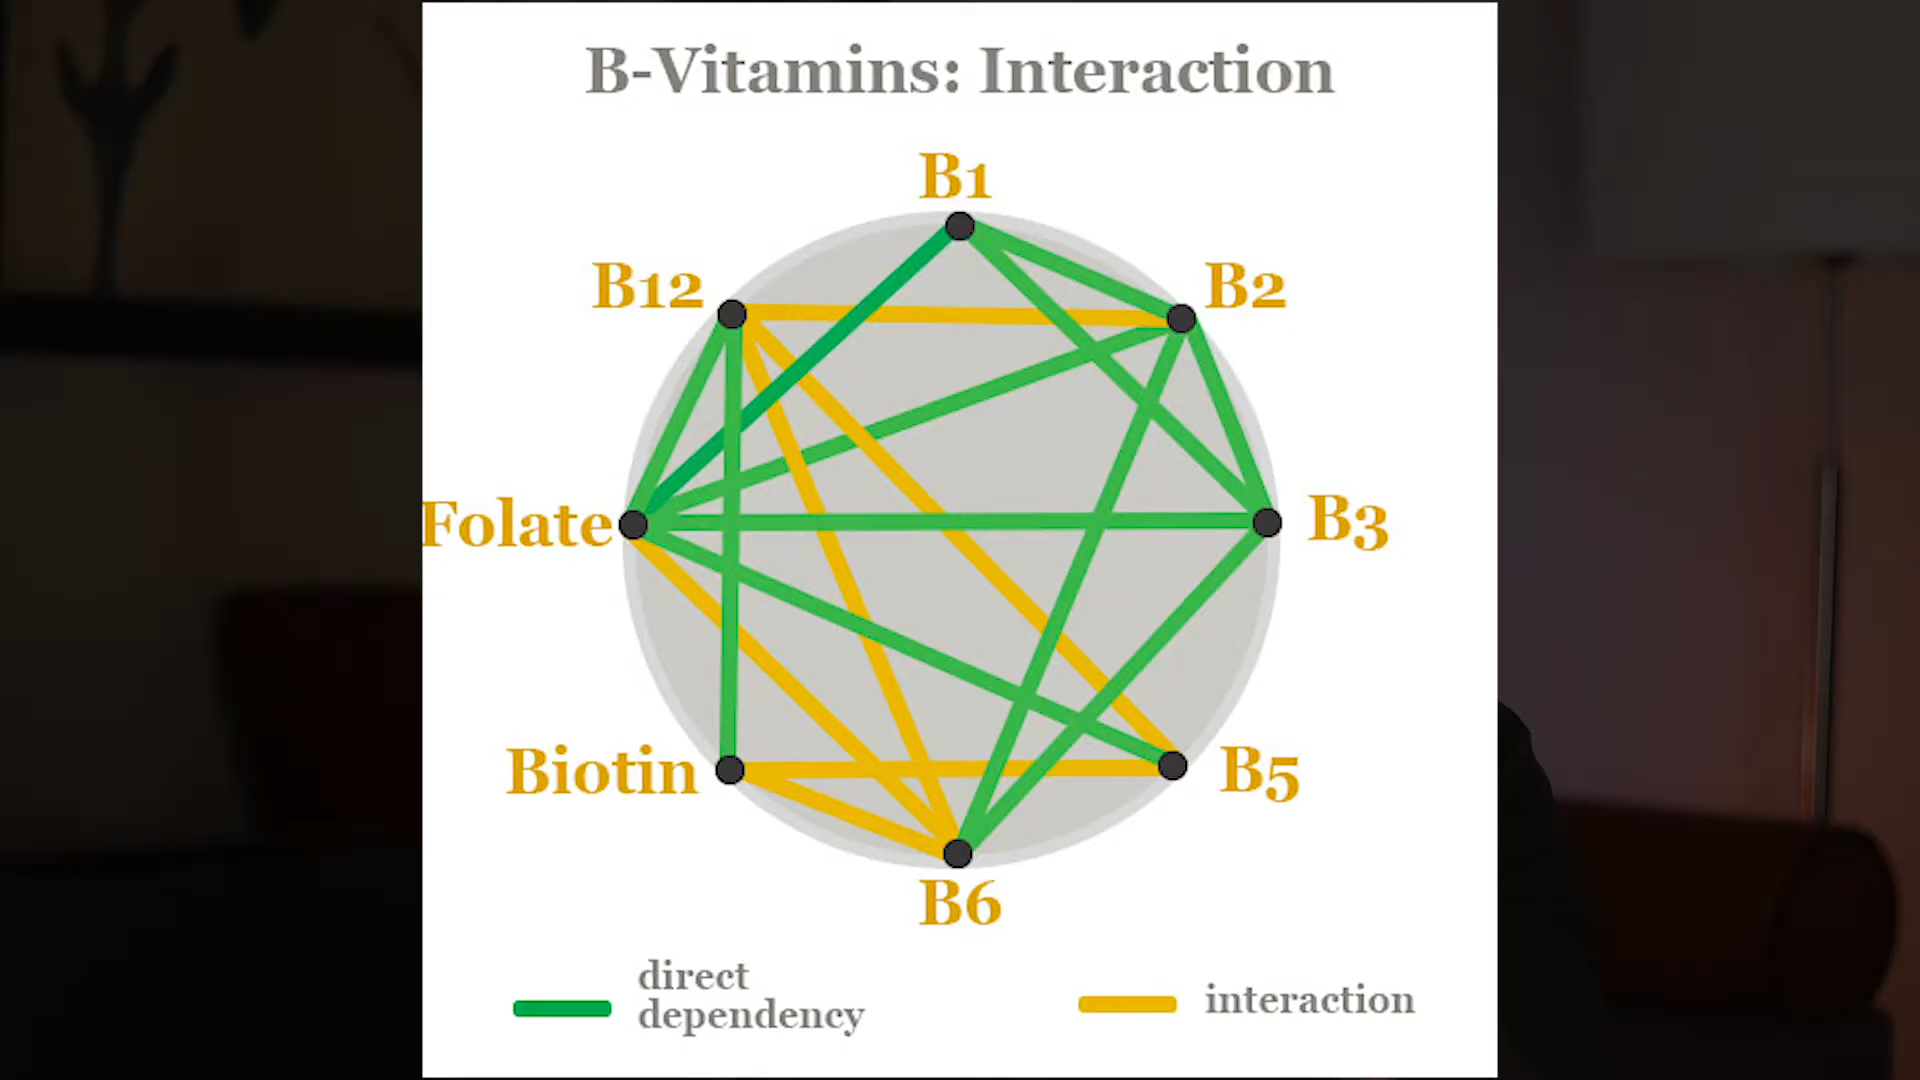 B-Vitamins: Interaction
B1
B12
B2
Folate
B3
Biotin
B5
B6
direct
dependency
interaction